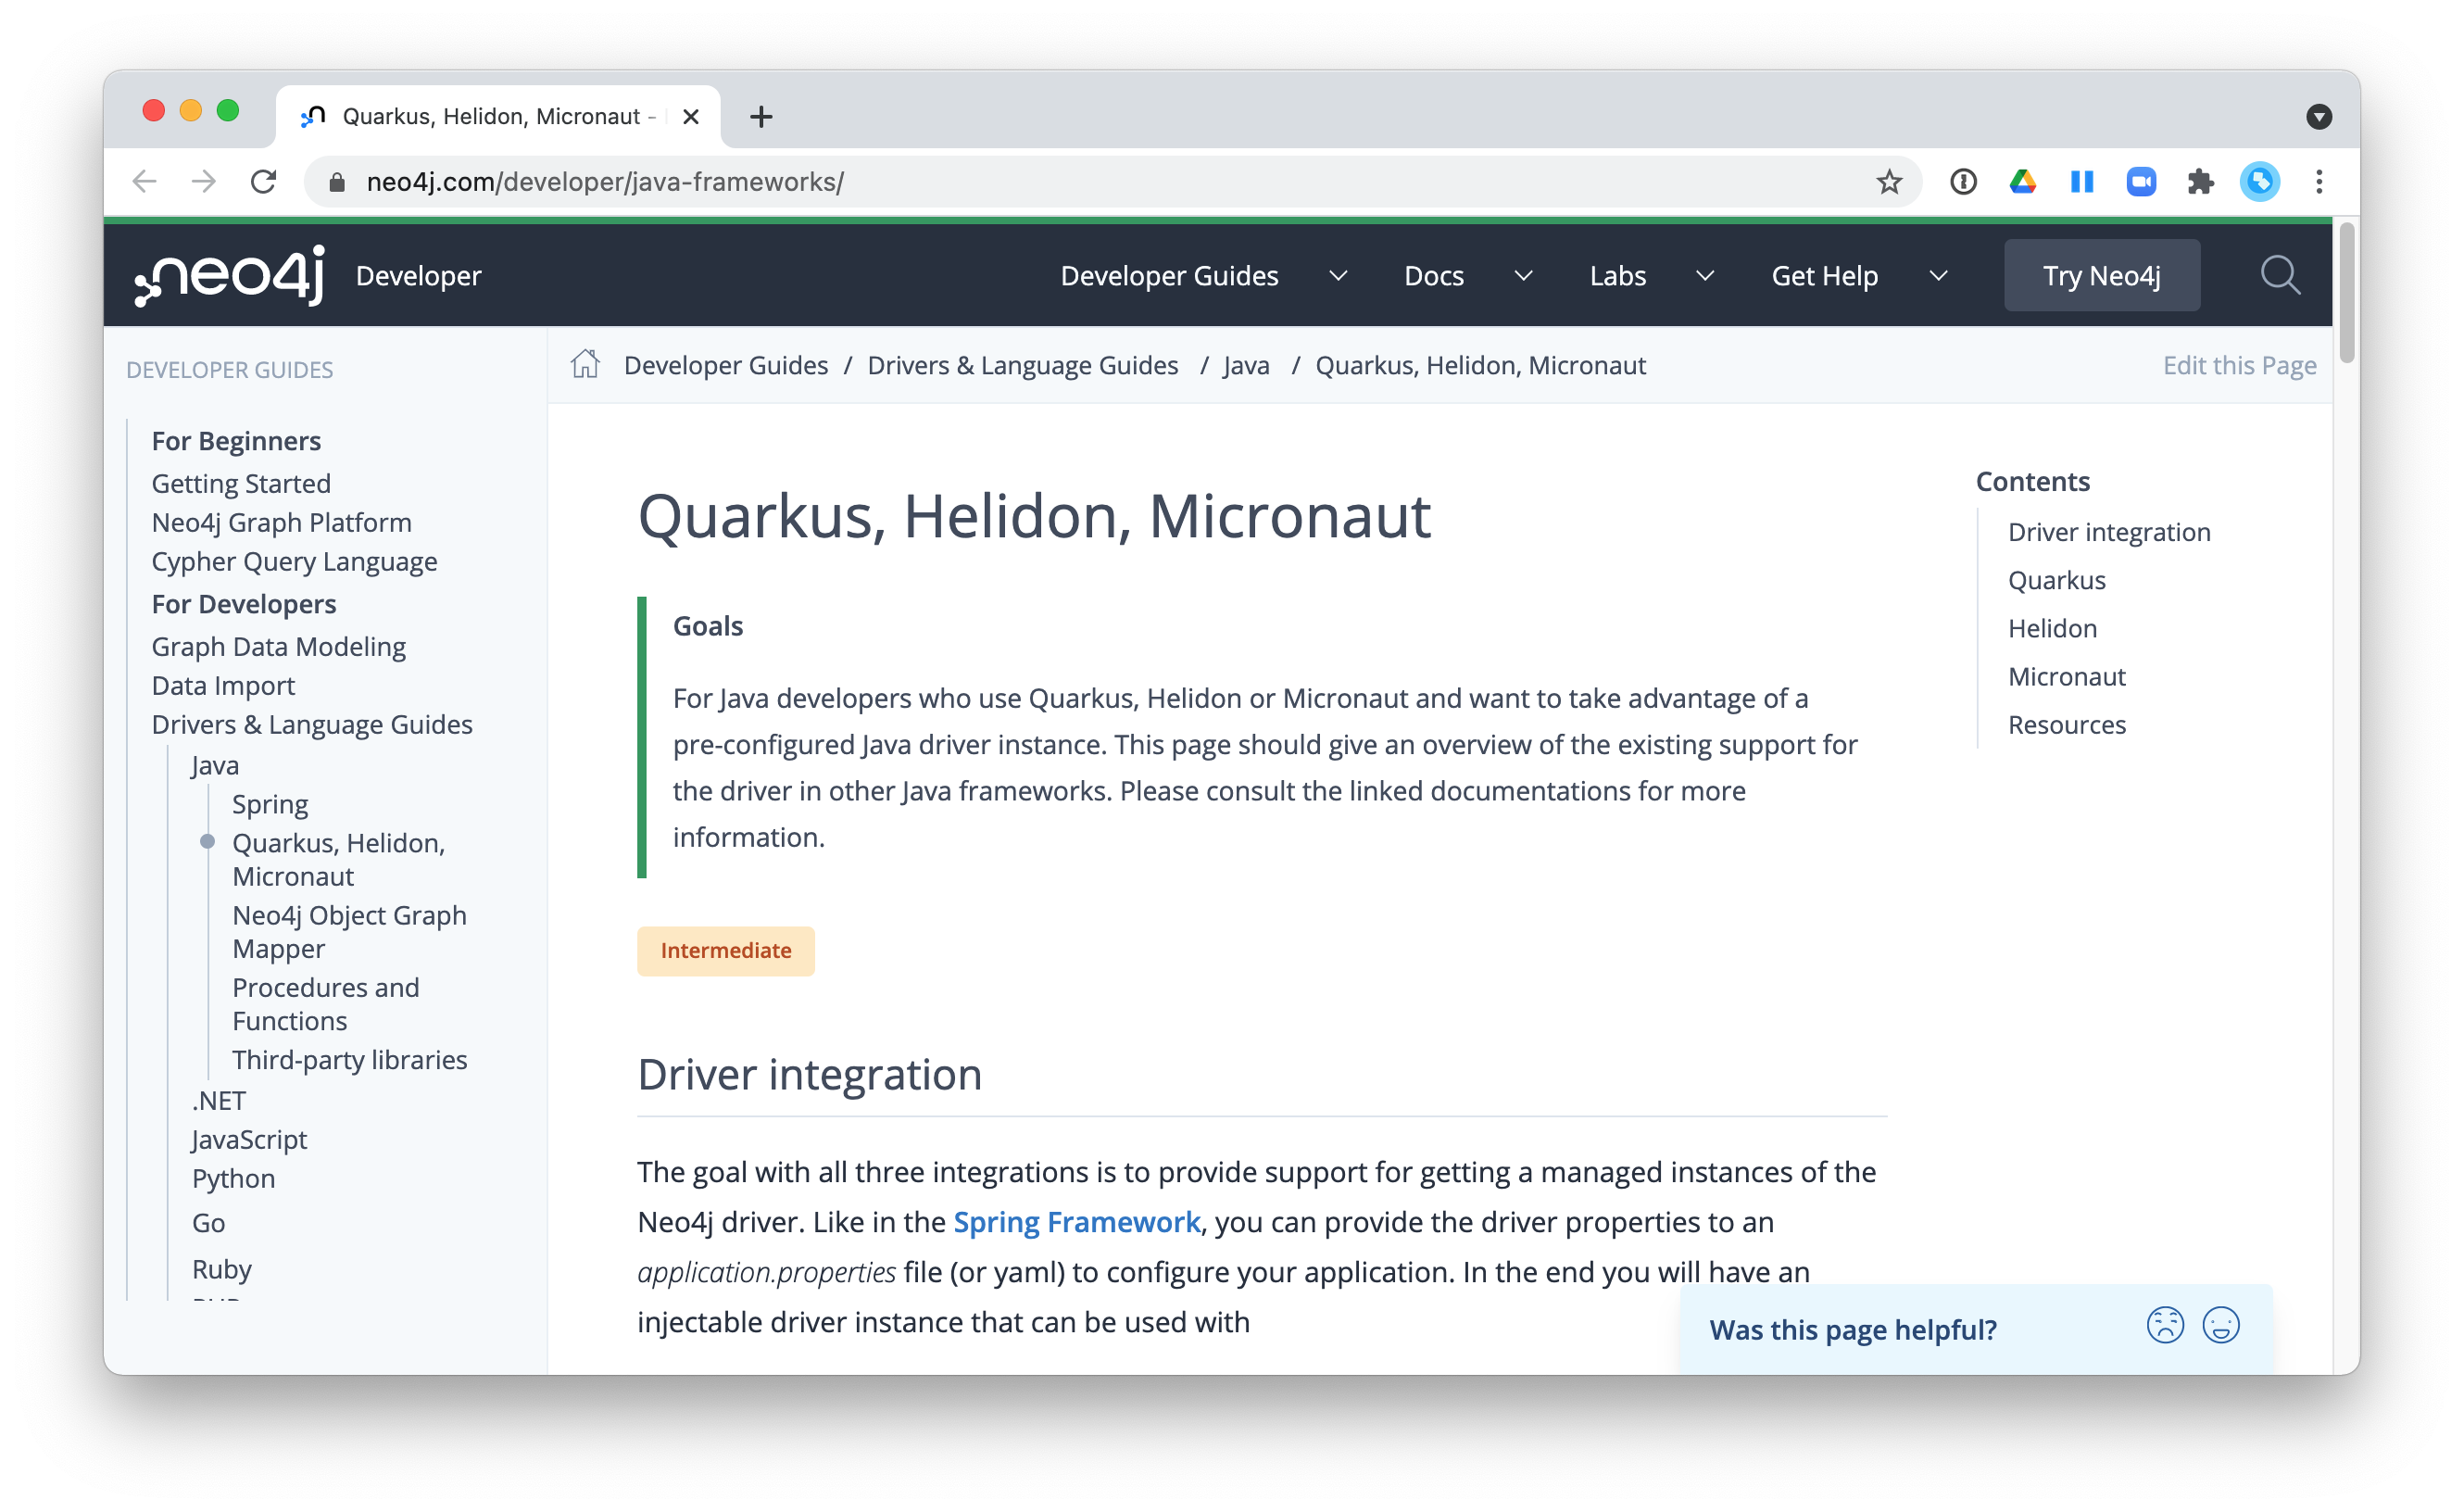 Quarkus, Helidon, Micronaut -
neo4j.com/developer/java-frameworks/
neo4j Developer
Developer Guides
Docs
Labs
Get Help
Try Neo4j
DEVELOPER GUIDES
For Beginners
Getting Started
Neo4j Graph Platform
Cypher Query Language
For Developers
Graph Data Modeling
Data Import
Drivers & Language Guides
Java
Spring
Quarkus, Helidon,
Micronaut
Neo4j Object Graph
Mapper
Procedures and
Functions
Third-party libraries
.NET
JavaScript
Python
Go
Ruby
Developer Guides / Drivers & Language Guides / Java / Quarkus, Helidon, Micronaut
Edit this Page
Quarkus, Helidon, Micronaut
Goals
For Java developers who use Quarkus, Helidon or Micronaut and want to take advantage of a
pre-configured Java driver instance. This page should give an overview of the existing support for
the driver in other Java frameworks. Please consult the linked documentations for more
information.
Intermediate
Driver integration
The goal with all three integrations is to provide support for getting a managed instances of the
Neo4j driver. Like in the Spring Framework, you can provide the driver properties to an
application.properties file (or yaml) to configure your application. In the end you will have an
injectable driver instance that can be used with
Contents
Driver integration
Quarkus
Helidon
Micronaut
Resources
Was this page helpful?